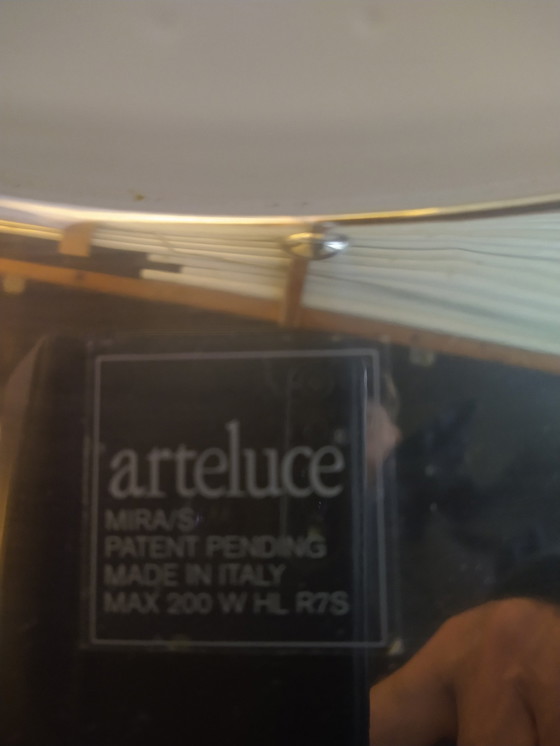 arteluce
MIRA/S
PATENT PENDING
MADE IN ITALY
MAX 200 W HL R7S